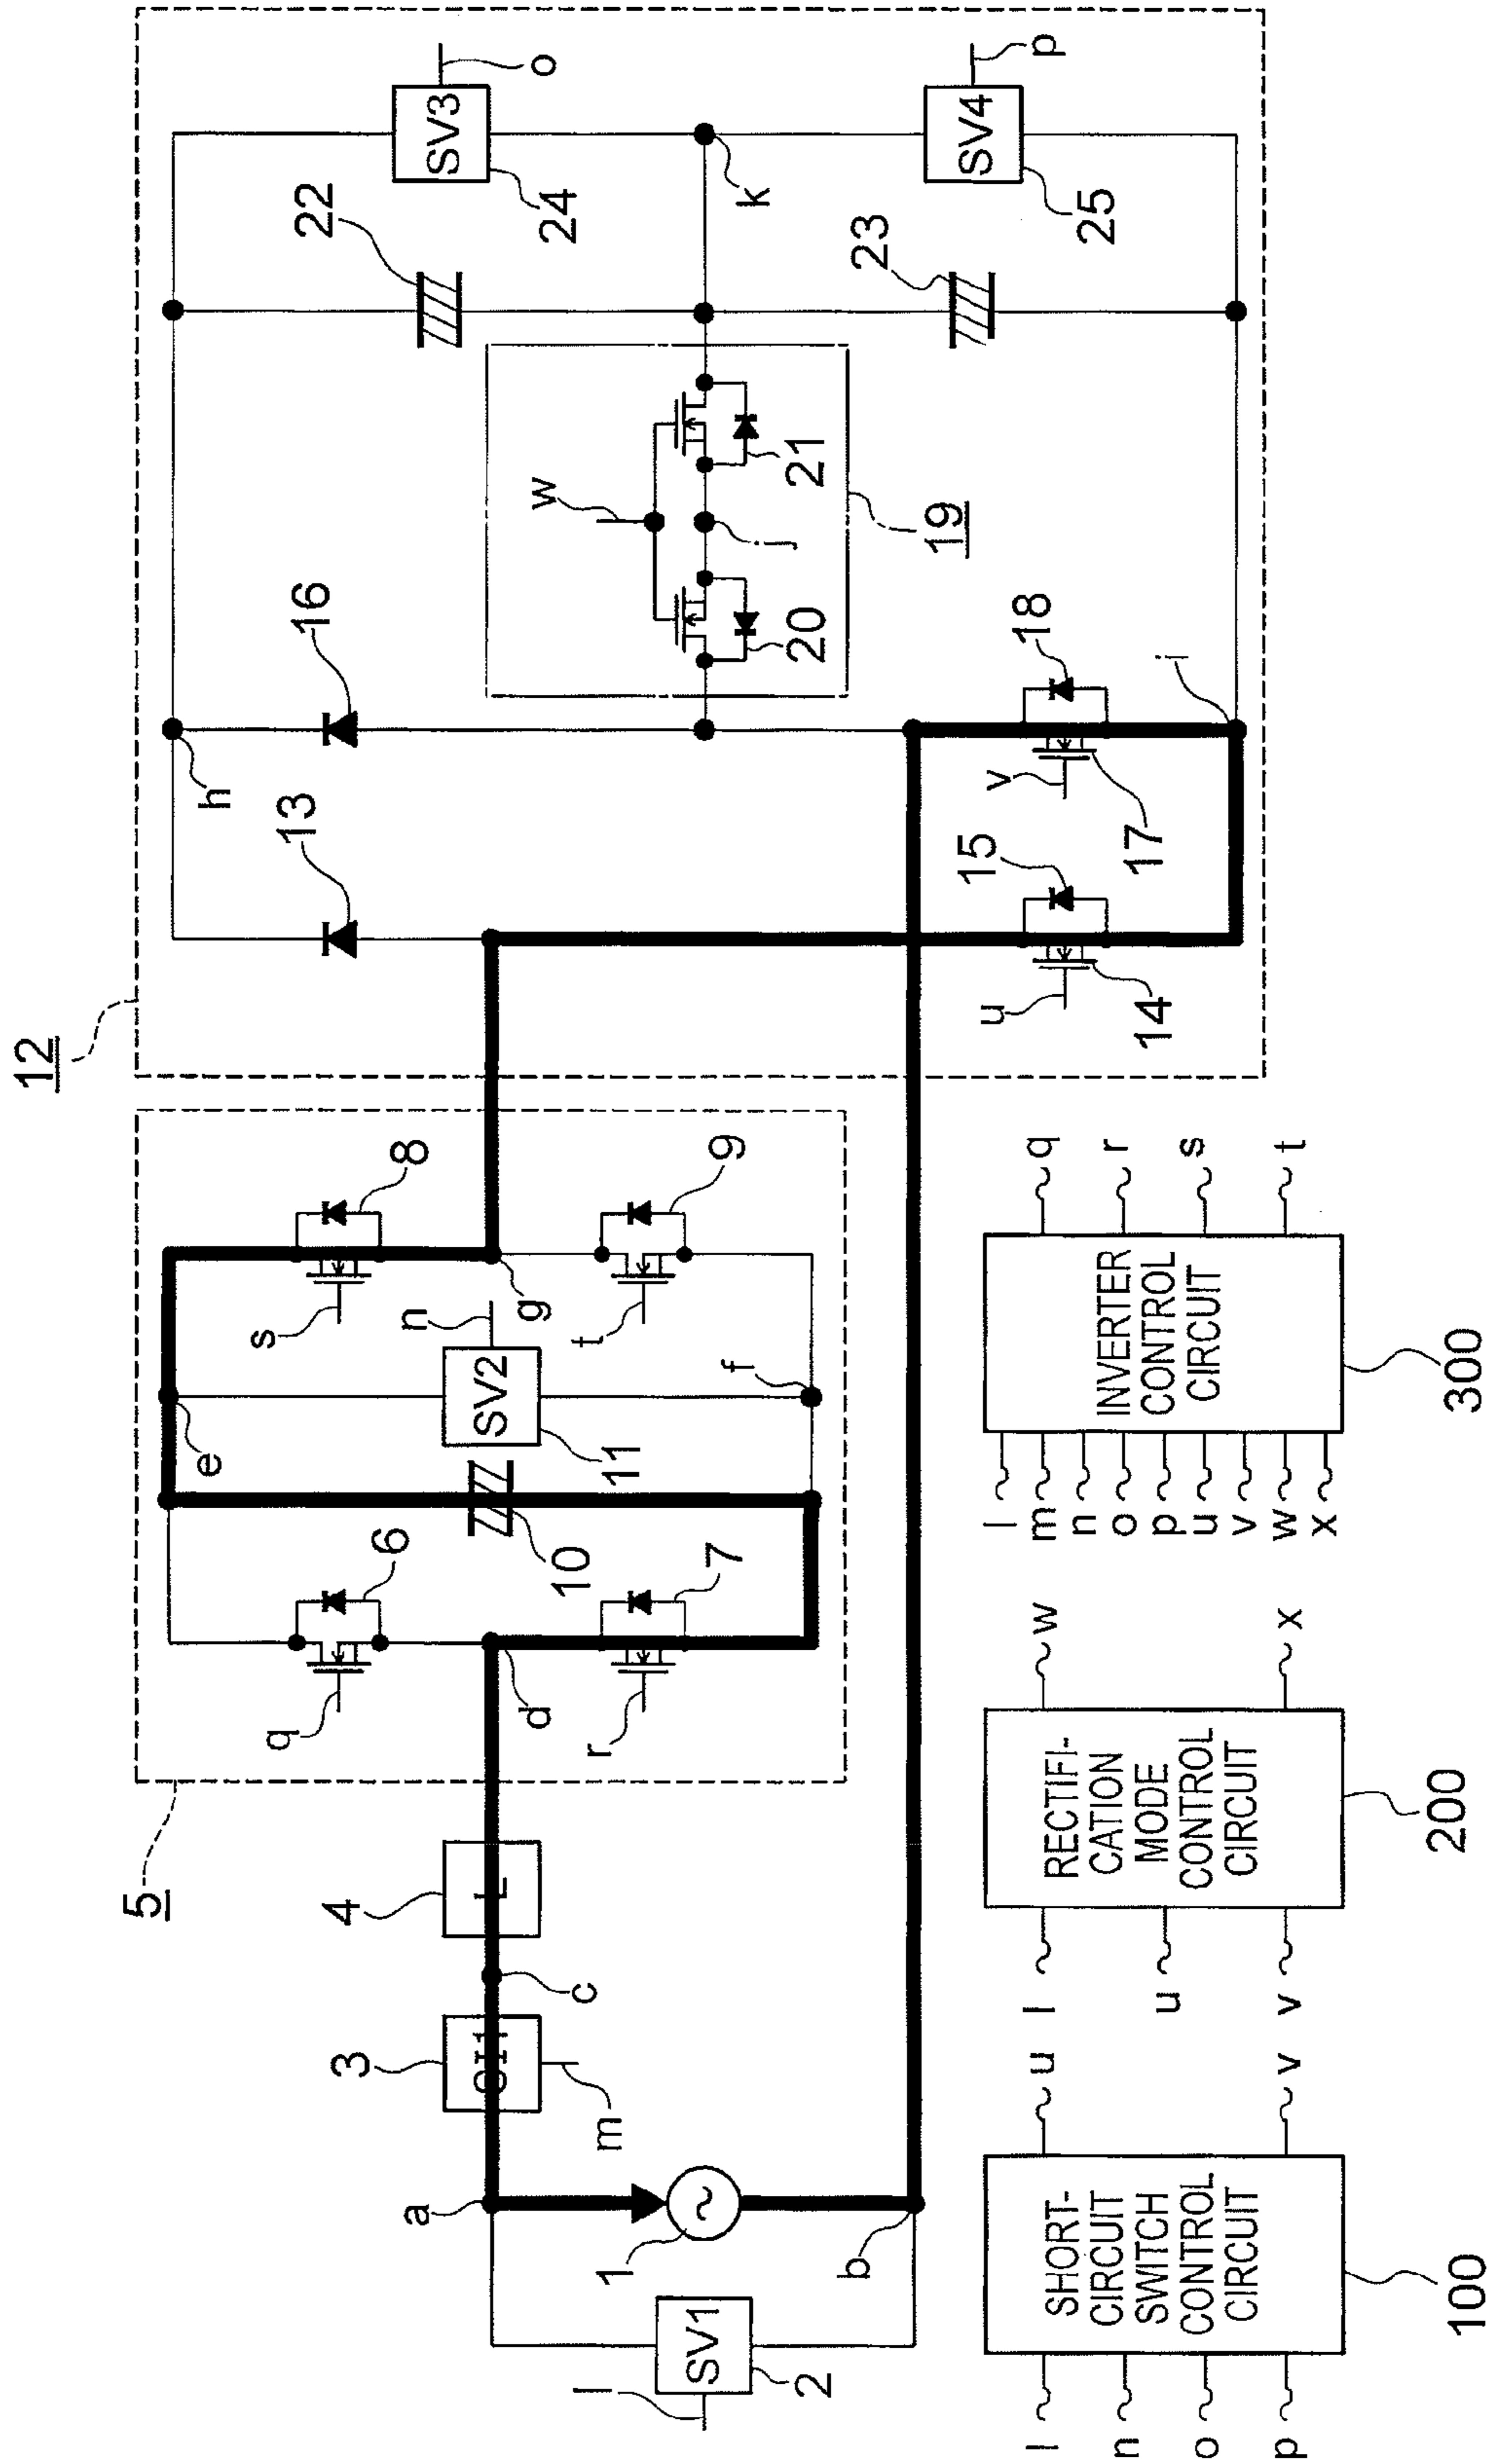 12
5
h
13
16
22
SV3
o
24
k
23
SV4
p
25
w
j
20
21
19
i
v
18
17
u
15
14
e
q
6
s
8
n
SV2
11
10
g
f
d
r
7
t
9
4
L
3
c
m
a
1
b
SV1
l
2
SHORT-
CIRCUIT
SWITCH
CONTROL
CIRCUIT
l
n
o
p
u
v
100
RECTIFI-
CATION
MODE
CONTROL
CIRCUIT
l
u
v
w
x
200
INVERTER
CONTROL
CIRCUIT
l
m
n
o
p
u
v
w
x
q
r
s
t
300